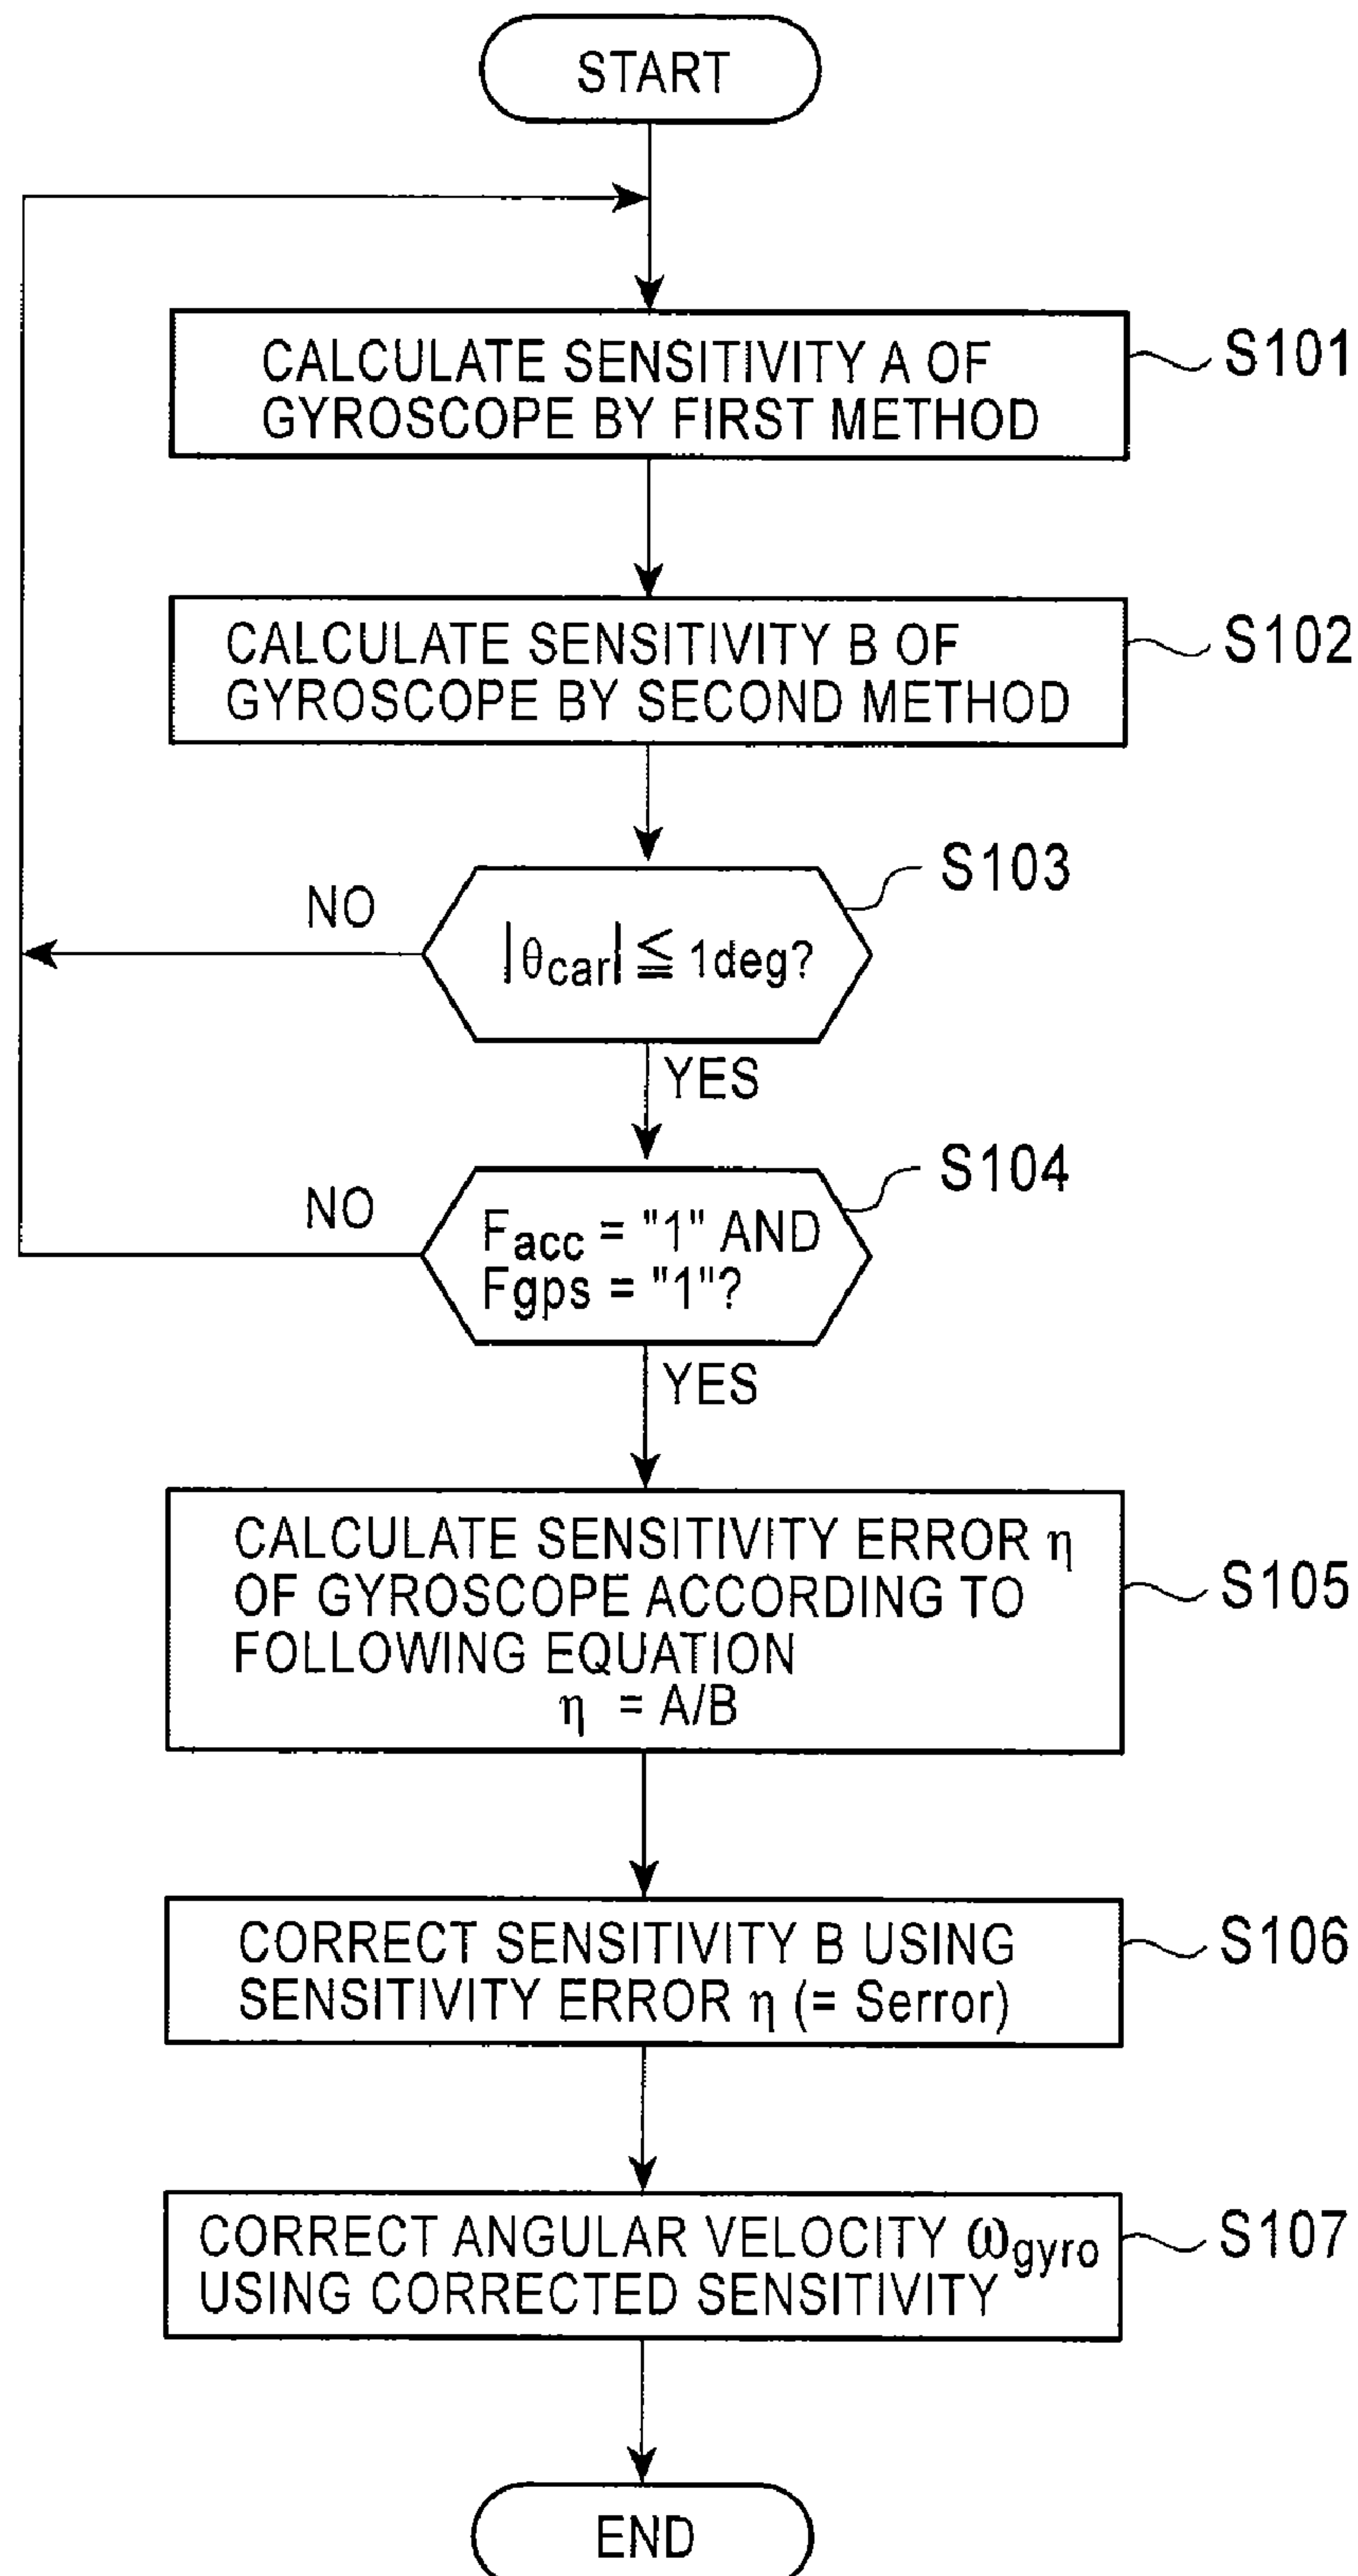 START
CALCULATE SENSITIVITY A OF
GYROSCOPE BY FIRST METHOD
S101
CALCULATE SENSITIVITY B OF
GYROSCOPE BY SECOND METHOD
S102
S103
NO
|θcarl| ≦ 1deg?
YES
S104
NO
Facc = "1" AND
Fgps = "1"?
YES
CALCULATE SENSITIVITY ERROR η
OF GYROSCOPE ACCORDING TO
FOLLOWING EQUATION
η = A/B
S105
CORRECT SENSITIVITY B USING
SENSITIVITY ERROR η (= Serror)
S106
CORRECT ANGULAR VELOCITY ωgyro
USING CORRECTED SENSITIVITY
S107
END